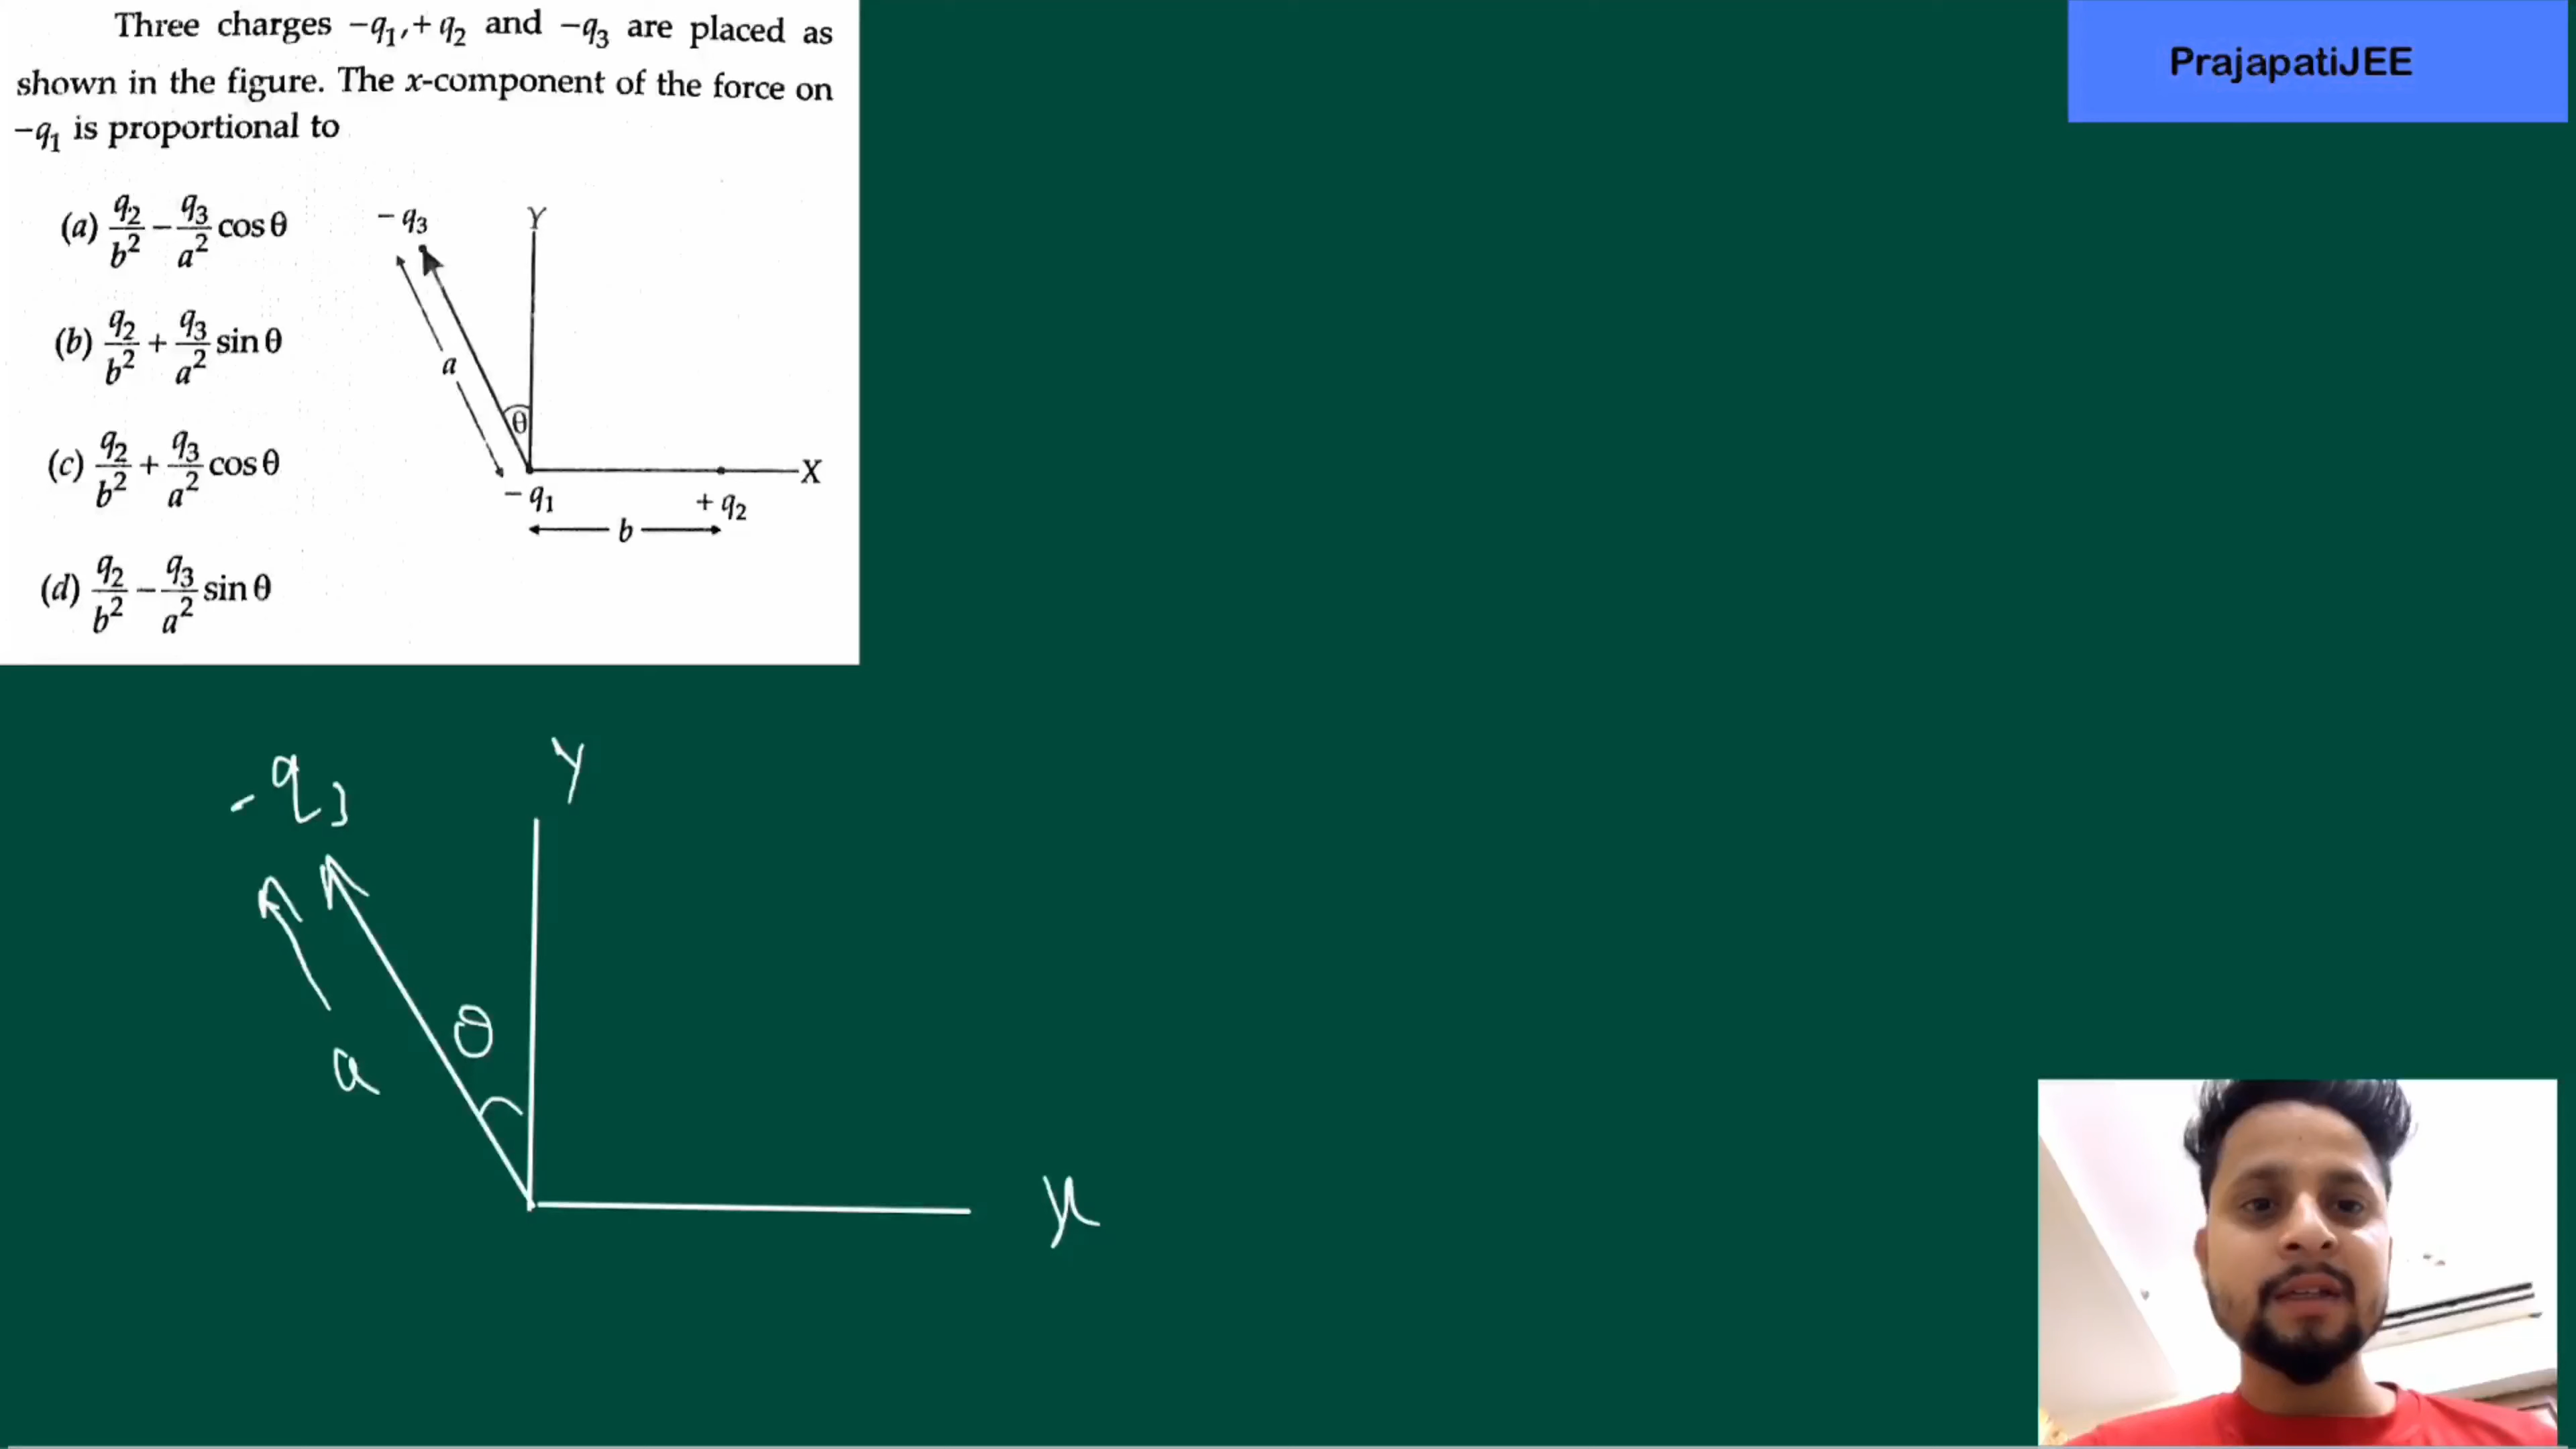 Three charges −q₁, + q₂ and −q₃ are placed as
shown in the figure. The x-component of the force on
−q₁ is proportional to
(a) q₂/b² − q₃/a² cos θ
(b) q₂/b² + q₃/a² sin θ
(c) q₂/b² + q₃/a² cos θ
(d) q₂/b² − q₃/a² sin θ
− q₃
Y
a
θ
X
− q₁
+ q₂
b
PrajapatiJEE
- q₃
y
θ
a
x